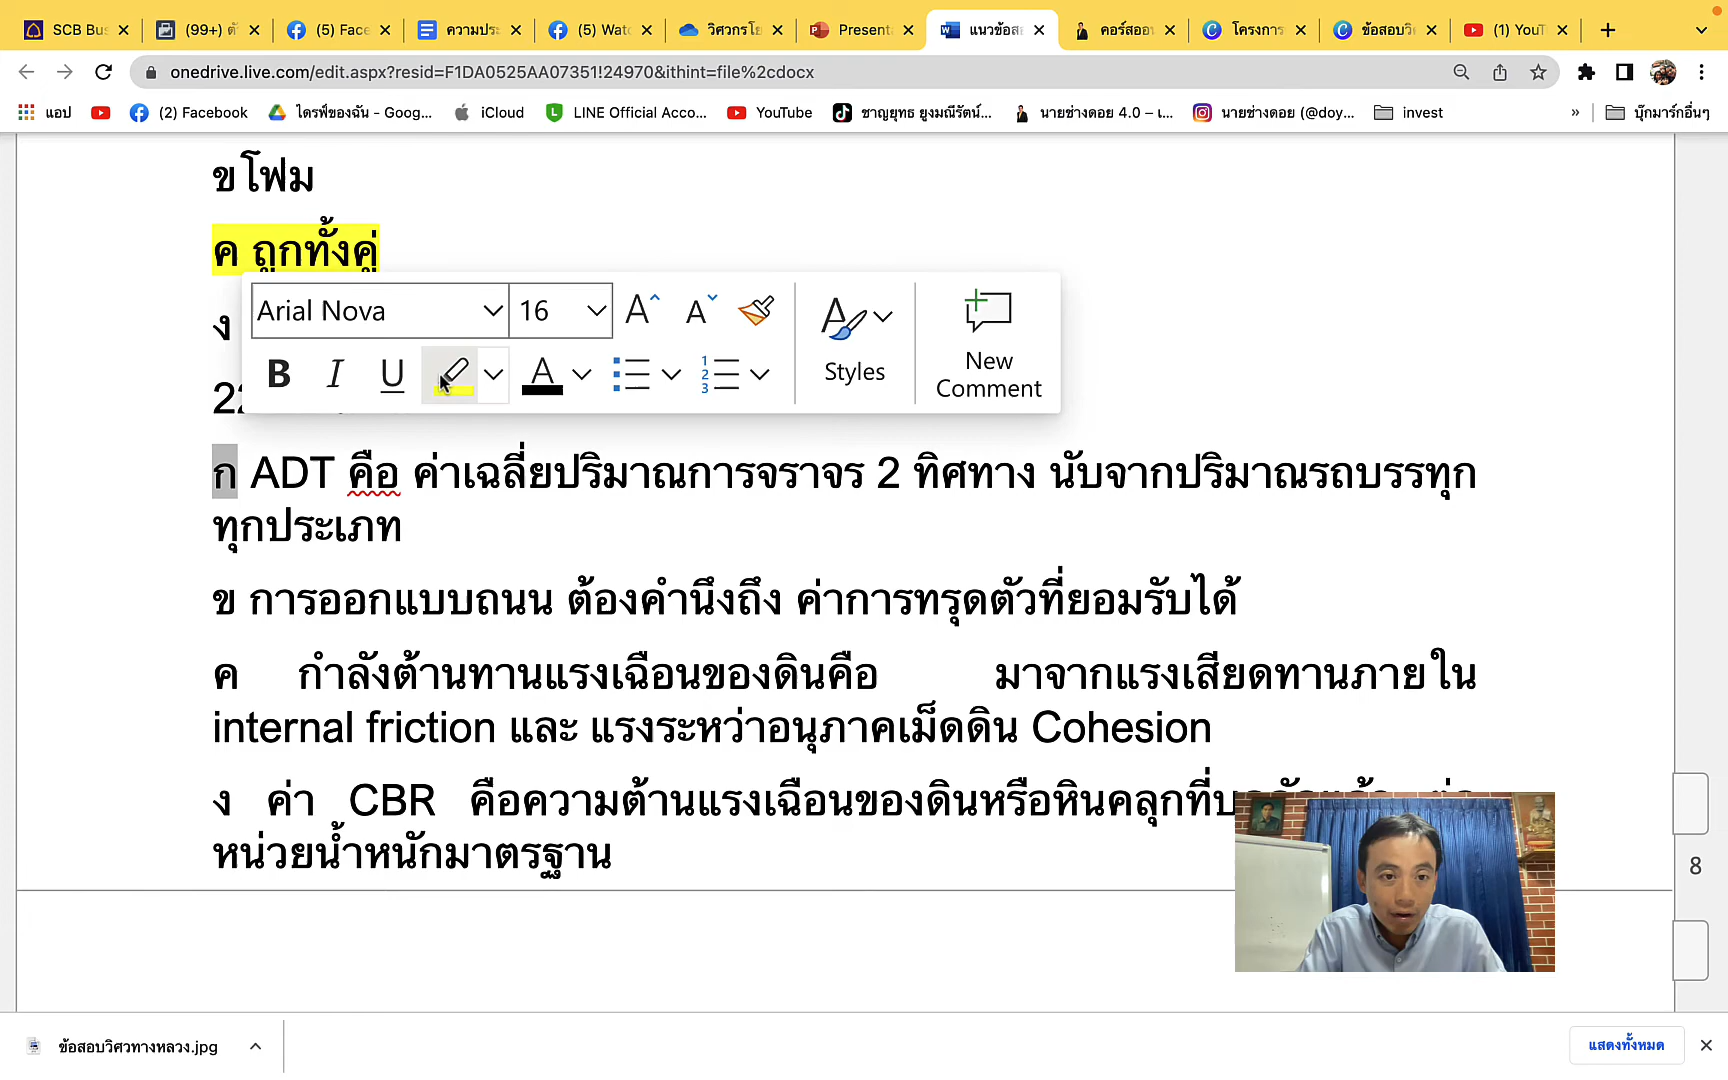 SCB Bus
(99+) ตั
(5) Face
ความประ
(5) Watc
วิศวกรโย
Present
แนวข้อส
คอร์สออน
โครงการ
ข้อสอบวิ
(1) YouT
onedrive.live.com/edit.aspx?resid=F1DA0525AA07351!24970&ithint=file%2cdocx
แอป
(2) Facebook
ไดรฟ์ของฉัน - Goog...
iCloud
LINE Official Acco...
YouTube
ชาญยุทธ ยูงมณีรัตน์...
นายช่างดอย 4.0 – เ...
นายช่างดอย (@doy...
invest
»
บุ๊กมาร์กอื่นๆ
ข โฟม
ค ถูกทั้งคู่
ง
Arial Nova
16
B I U
Styles
New
Comment
ก ADT คือ ค่าเฉลี่ยปริมาณการจราจร 2 ทิศทาง นับจากปริมาณรถบรรทุก
ทุกประเภท
ข การออกแบบถนน ต้องคำนึงถึง ค่าการทรุดตัวที่ยอมรับได้
ค กำลังต้านทานแรงเฉือนของดินคือ มาจากแรงเสียดทานภายใน
internal friction และ แรงระหว่าอนุภาคเม็ดดิน Cohesion
ง ค่า CBR คือความต้านแรงเฉือนของดินหรือหินคลุกที่
หน่วยน้ำหนักมาตรฐาน
8
ข้อสอบวิศวทางหลวง.jpg
แสดงทั้งหมด